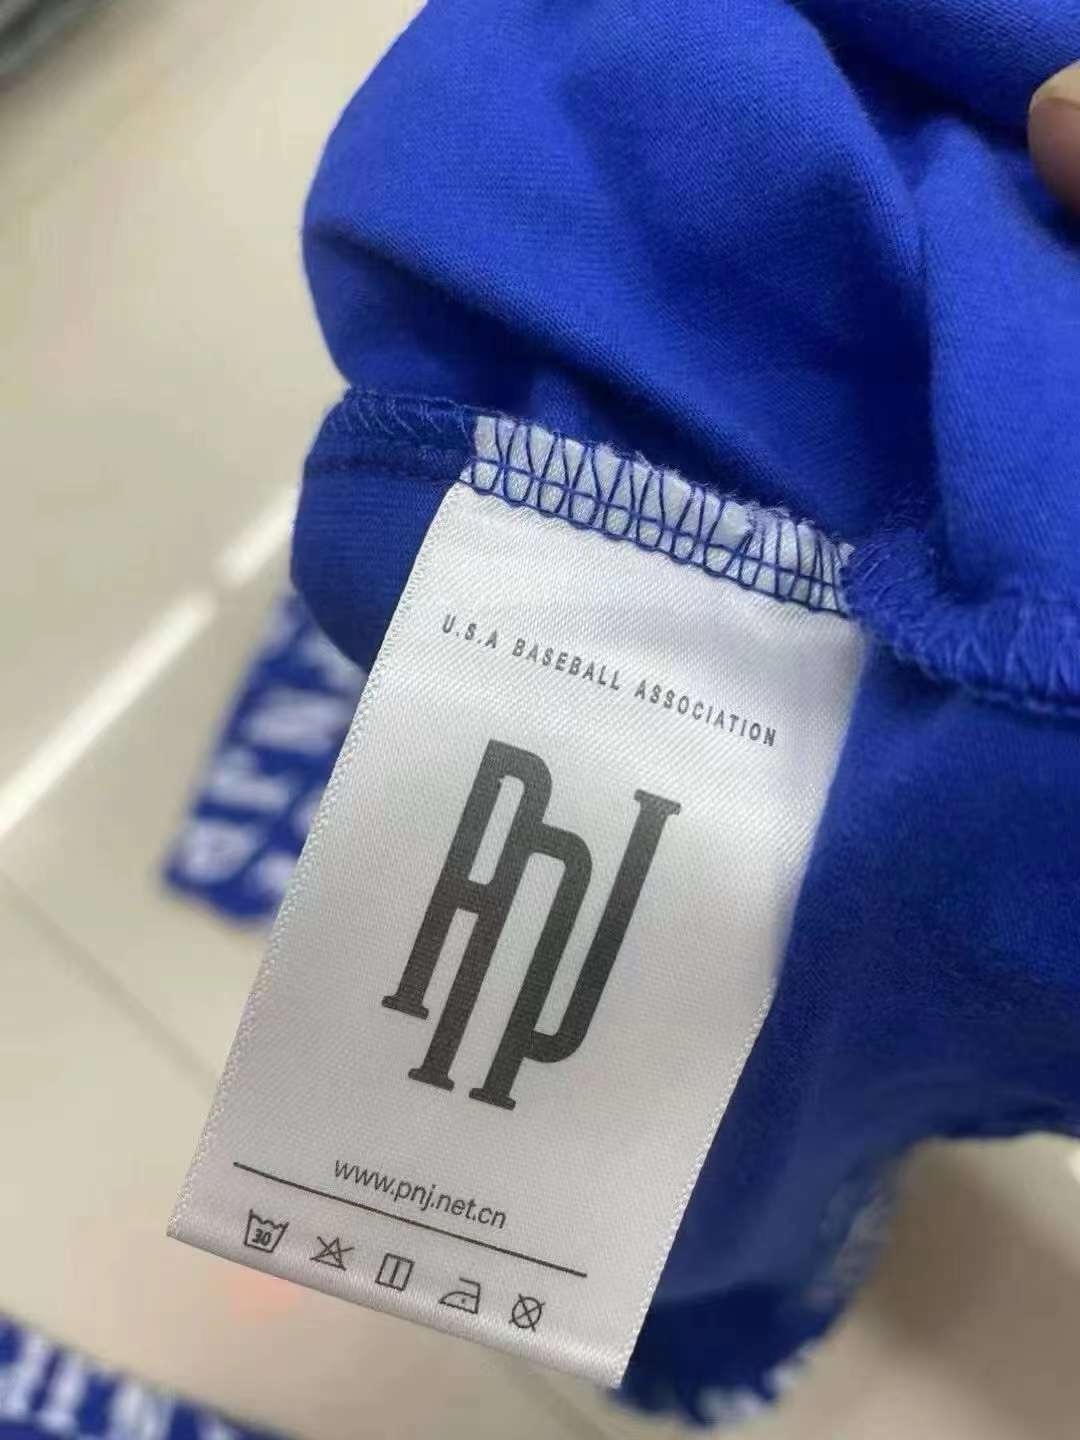 U.S.A BASEBALL ASSOCIATION
PNJ
www.pnj.net.cn
30